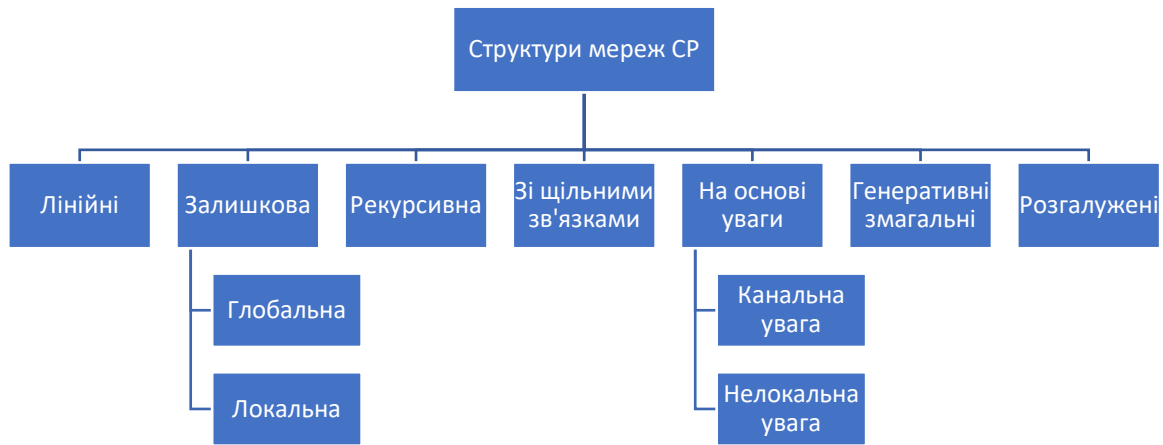 Структури мереж СР
Лінійні
Залишкова
Рекурсивна
Зі щільними
зв'язками
На основі
уваги
Генеративні
змагальні
Розгалужені
Глобальна
Локальна
Канальна
увага
Нелокальна
увага